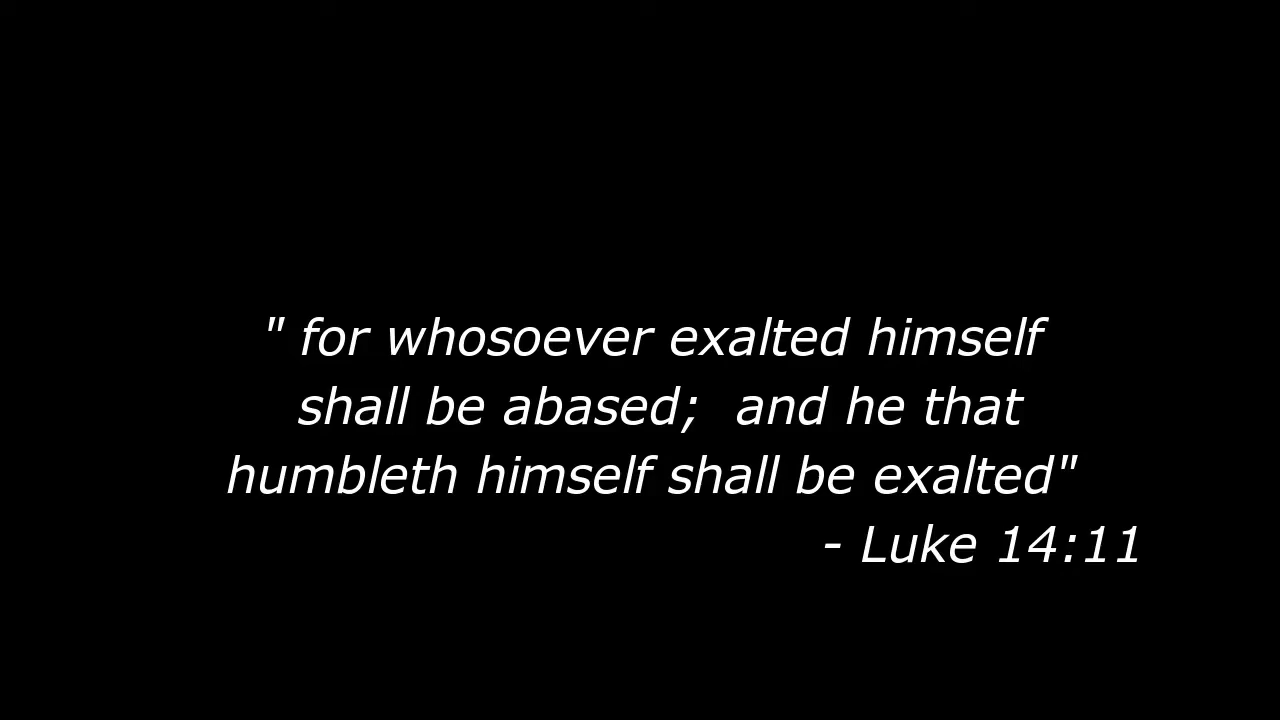 " for whosoever exalted himself
shall be abased;  and he that
humbleth himself shall be exalted"
- Luke 14:11